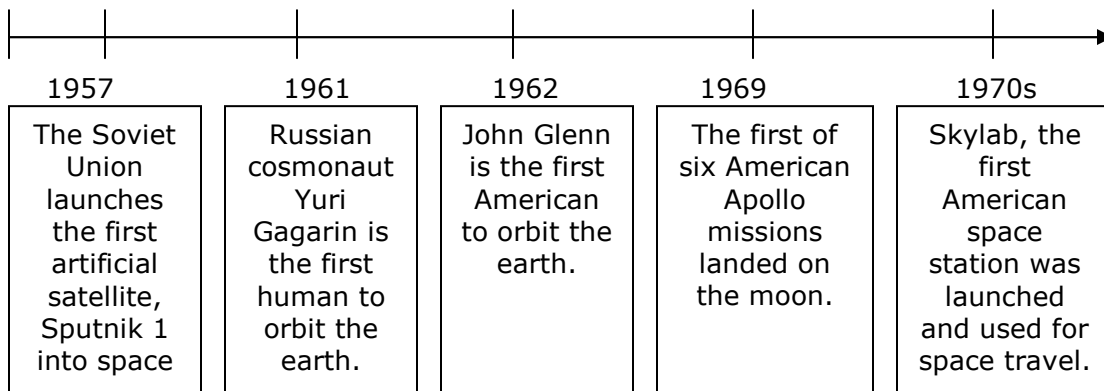 1957
The Soviet
Union
launches
the first
artificial
satellite,
Sputnik 1
into space
1961
Russian
cosmonaut
Yuri
Gagarin is
the first
human to
orbit the
earth.
1962
John Glenn
is the first
American
to orbit the
earth.
1969
The first of
six American
Apollo
missions
landed on
the moon.
1970s
Skylab, the
first
American
space
station was
launched
and used for
space travel.